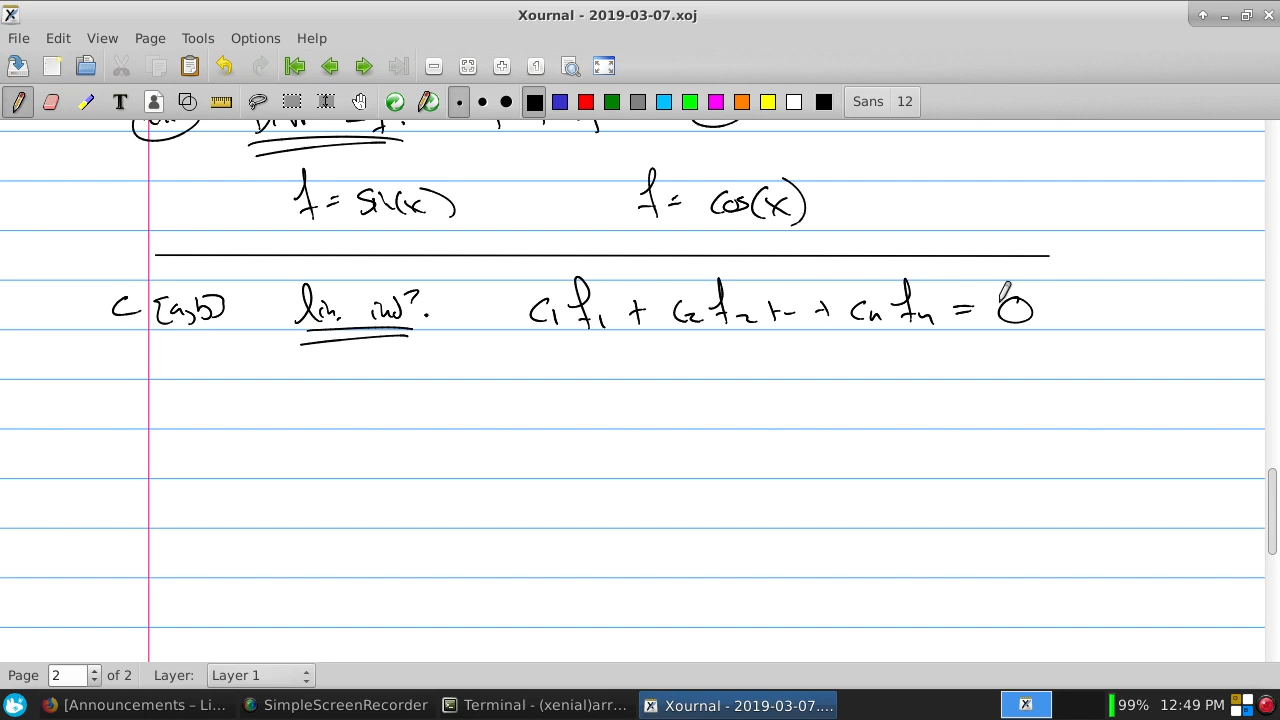 Xournal - 2019-03-07.xoj
File Edit View Page Tools Options Help
Sans 12
f = sin(x) f = cos(x)
C [a,b] lin. ind? c₁f₁ + c₂f₂ + -- + cₙfₙ = 0
Page 2 of 2 Layer: Layer 1
[Announcements – Li... SimpleScreenRecorder Terminal - (xenial)arr... Xournal - 2019-03-07.... 99% 12:49 PM